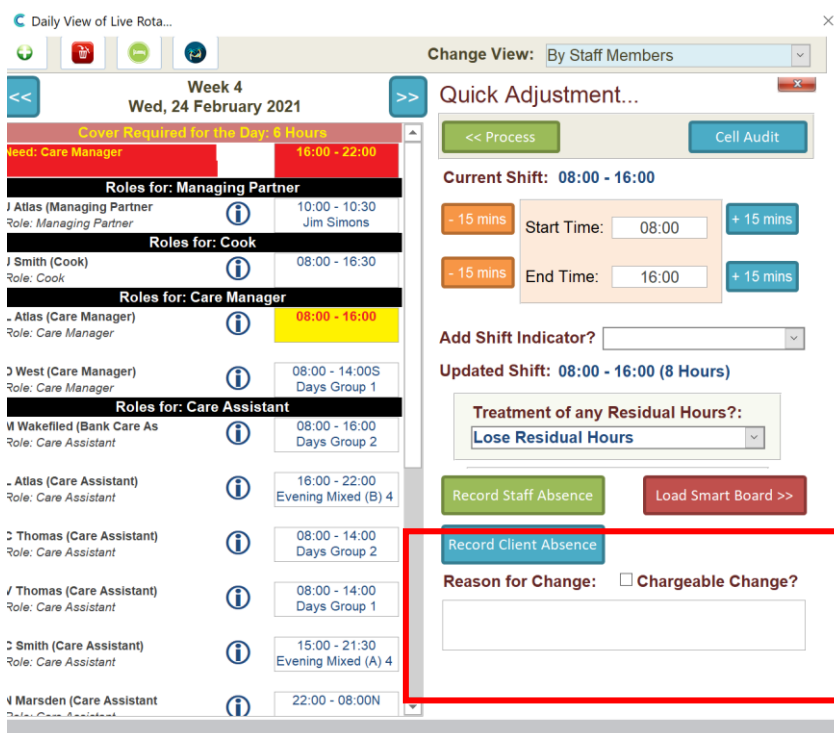 Daily View of Live Rota...
Change View: By Staff Members
<<
Week 4
Wed, 24 February 2021
>>
Cover Required for the Day: 6 Hours
Need: Care Manager
16:00 - 22:00
Roles for: Managing Partner
J Atlas (Managing Partner
10:00 - 10:30
Role: Managing Partner
Jim Simons
Roles for: Cook
J Smith (Cook)
08:00 - 16:30
Role: Cook
Roles for: Care Manager
L Atlas (Care Manager)
08:00 - 16:00
Role: Care Manager
D West (Care Manager)
08:00 - 14:00S
Role: Care Manager
Days Group 1
Roles for: Care Assistant
M Wakefiled (Bank Care As
08:00 - 16:00
Role: Care Assistant
Days Group 2
L Atlas (Care Assistant)
16:00 - 22:00
Role: Care Assistant
Evening Mixed (B) 4
C Thomas (Care Assistant)
08:00 - 14:00
Role: Care Assistant
Days Group 2
V Thomas (Care Assistant)
08:00 - 14:00
Role: Care Assistant
Days Group 1
C Smith (Care Assistant)
15:00 - 21:30
Role: Care Assistant
Evening Mixed (A) 4
N Marsden (Care Assistant
22:00 - 08:00N
Role: Care Assistant
Quick Adjustment...
<< Process
Cell Audit
Current Shift: 08:00 - 16:00
- 15 mins
Start Time: 08:00
+ 15 mins
- 15 mins
End Time: 16:00
+ 15 mins
Add Shift Indicator?
Updated Shift: 08:00 - 16:00 (8 Hours)
Treatment of any Residual Hours?:
Lose Residual Hours
Record Staff Absence
Load Smart Board >>
Record Client Absence
Reason for Change:
Chargeable Change?